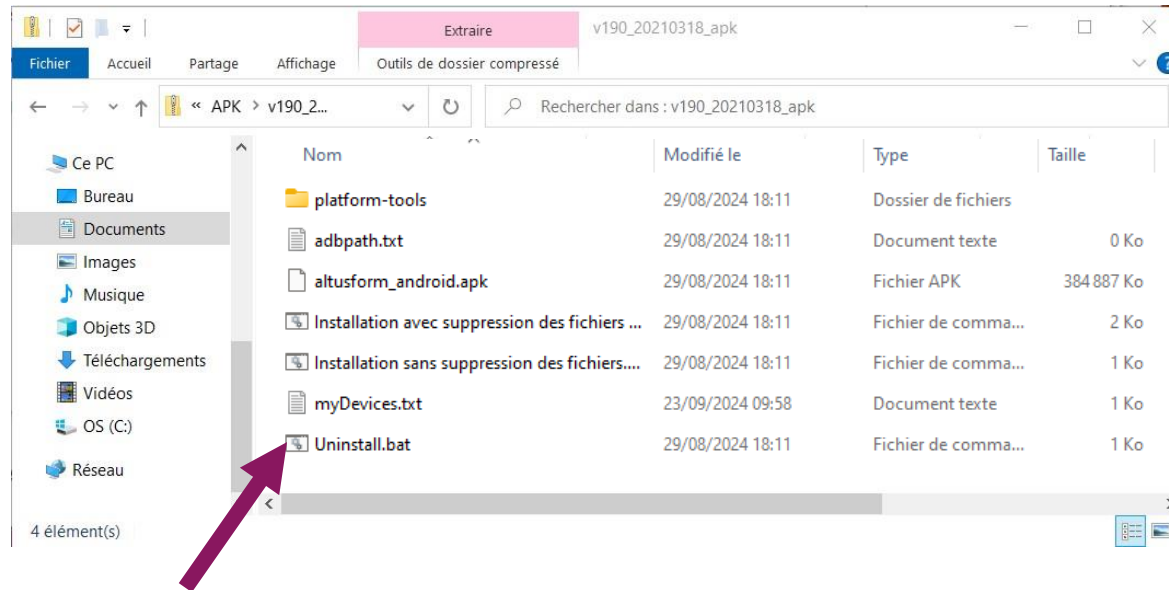 Extraire v190_20210318_apk
Fichier Accueil Partage Affichage Outils de dossier compressé ?
« APK > v190_2... Rechercher dans : v190_20210318_apk
Nom Modifié le Type Taille
Ce PC
Bureau
Documents
Images
Musique
Objets 3D
Téléchargements
Vidéos
OS (C:)
Réseau
platform-tools 29/08/2024 18:11 Dossier de fichiers
adbpath.txt 29/08/2024 18:11 Document texte 0 Ko
altusform_android.apk 29/08/2024 18:11 Fichier APK 384 887 Ko
Installation avec suppression des fichiers ... 29/08/2024 18:11 Fichier de comma... 2 Ko
Installation sans suppression des fichiers.... 29/08/2024 18:11 Fichier de comma... 1 Ko
myDevices.txt 23/09/2024 09:58 Document texte 1 Ko
Uninstall.bat 29/08/2024 18:11 Fichier de comma... 1 Ko
4 élément(s)